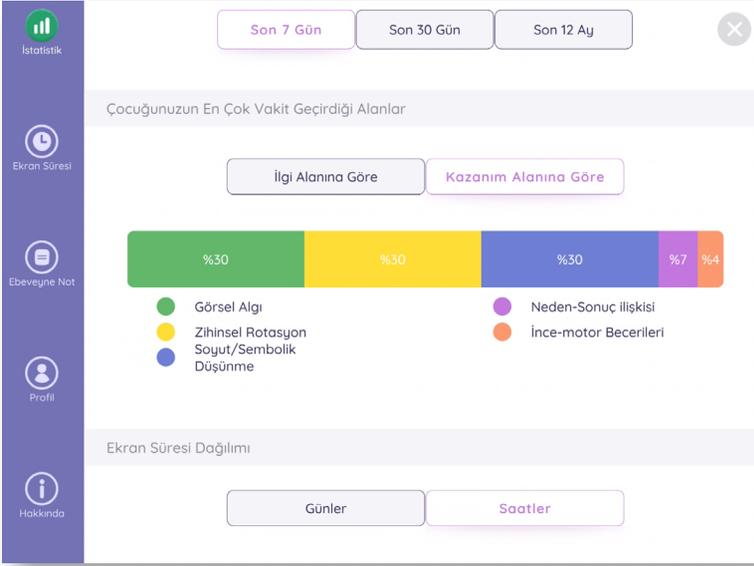 İstatistik
Ekran Süresi
Ebeveyne Not
Profil
Hakkında
Son 7 Gün
Son 30 Gün
Son 12 Ay
Çocuğunuzun En Çok Vakit Geçirdiği Alanlar
İlgi Alanına Göre
Kazanım Alanına Göre
%30
%30
%30
%7
%4
Görsel Algı
Zihinsel Rotasyon
Soyut/Sembolik
Düşünme
Neden-Sonuç ilişkisi
İnce-motor Becerileri
Ekran Süresi Dağılımı
Günler
Saatler